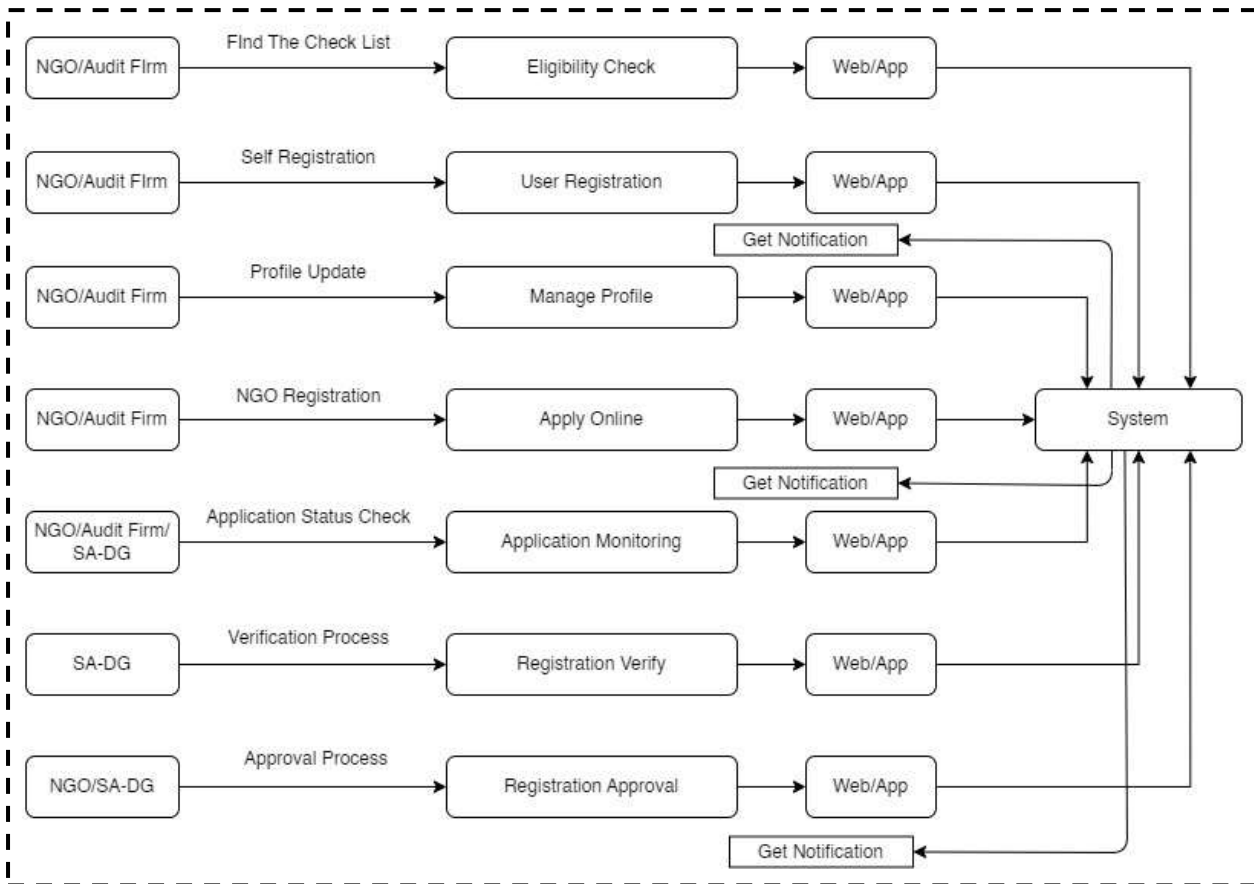 FInd The Check List
NGO/Audit FIrm
Eligibility Check
Web/App
Self Registration
NGO/Audit FIrm
User Registration
Web/App
Get Notification
Profile Update
NGO/Audit Firm
Manage Profile
Web/App
NGO Registration
NGO/Audit Firm
Apply Online
Web/App
System
Get Notification
Application Status Check
NGO/Audit Firm/
SA-DG
Application Monitoring
Web/App
Verification Process
SA-DG
Registration Verify
Web/App
Approval Process
NGO/SA-DG
Registration Approval
Web/App
Get Notification